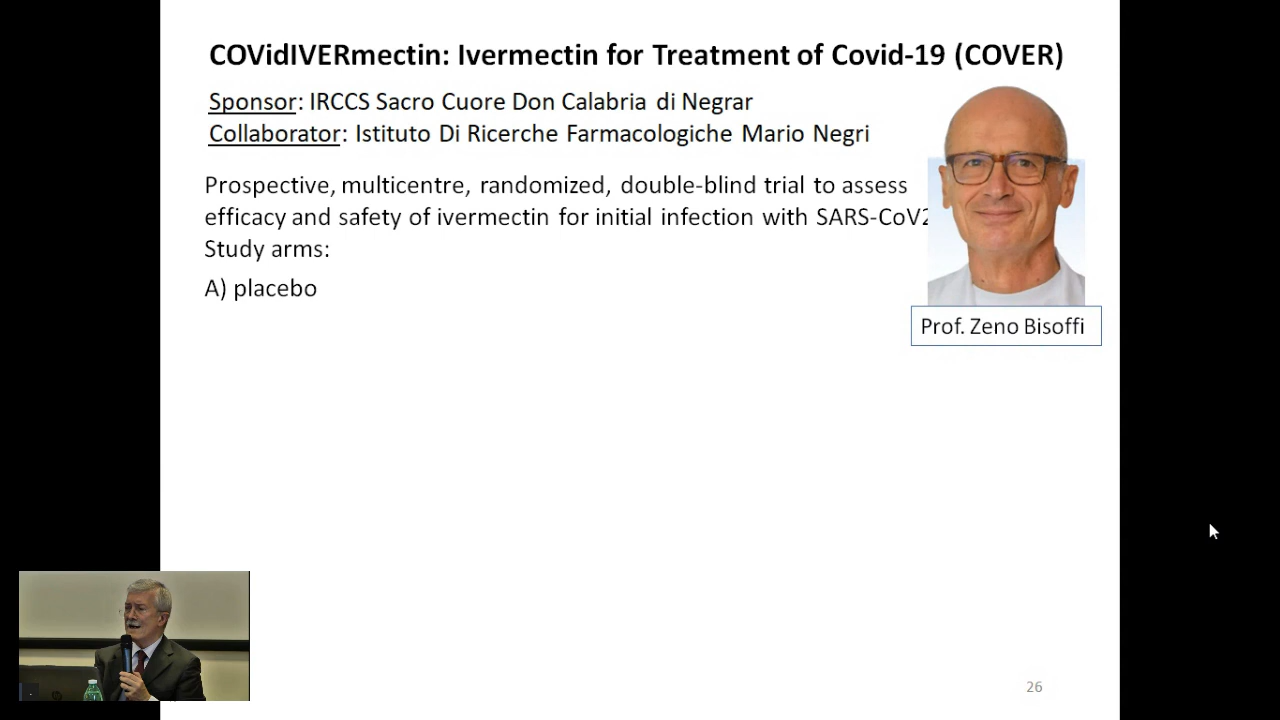 COVidIVERmectin: Ivermectin for Treatment of Covid-19 (COVER)
Sponsor: IRCCS Sacro Cuore Don Calabria di Negrar
Collaborator: Istituto Di Ricerche Farmacologiche Mario Negri
Prospective, multicentre, randomized, double-blind trial to assess
efficacy and safety of ivermectin for initial infection with SARS-CoV2
Study arms:
A) placebo
Prof. Zeno Bisoffi
26